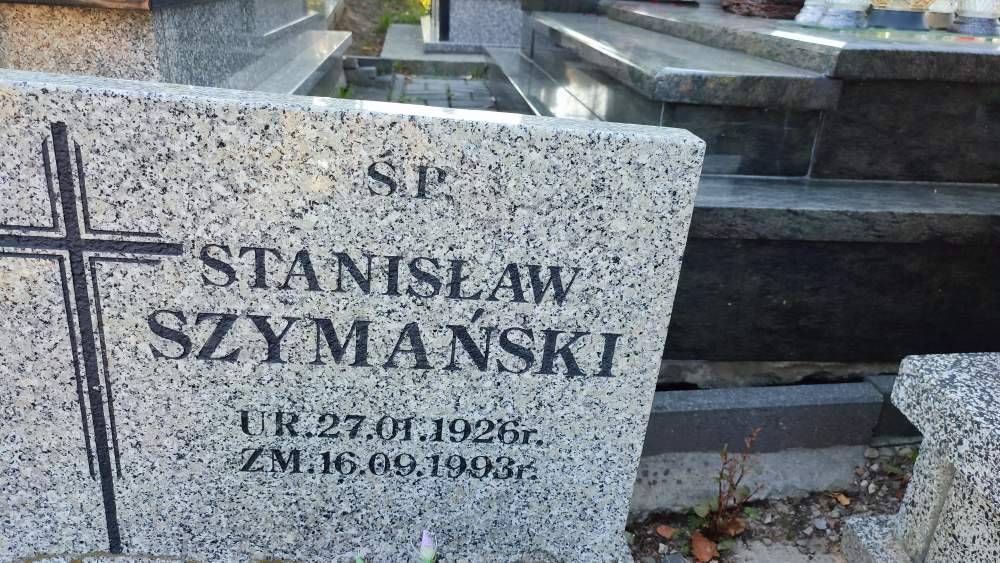 ŚP.
STANISŁAW
SZYMAŃSKI
UR.27.01.1926r.
ZM.16.09.1993r.